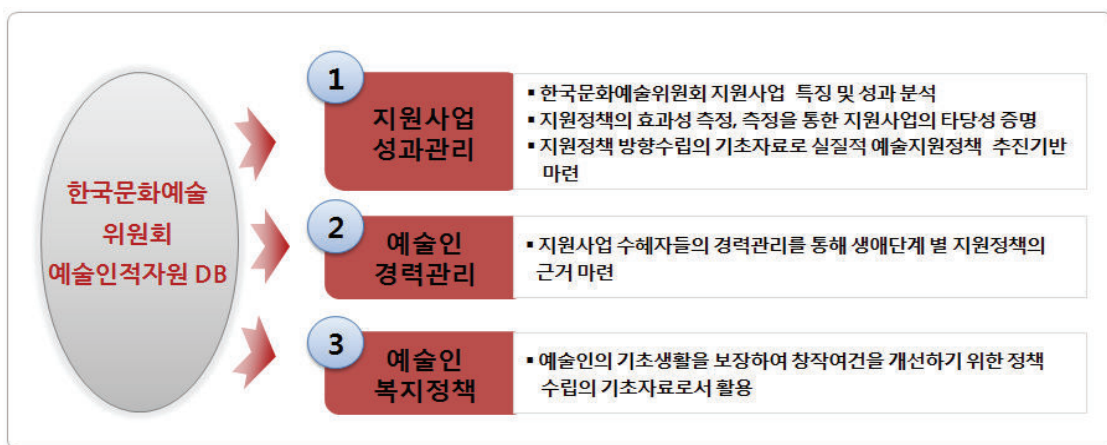 한국문화예술
위원회
예술인적자원 DB
1
지원사업
성과관리
▪ 한국문화예술위원회 지원사업 특징 및 성과 분석
▪ 지원정책의 효과성 측정, 측정을 통한 지원사업의 타당성 증명
▪ 지원정책 방향수립의 기초자료로 실질적 예술지원정책 추진기반
마련
2
예술인
경력관리
▪ 지원사업 수혜자들의 경력관리를 통해 생애단계 별 지원정책의
근거 마련
3
예술인
복지정책
▪ 예술인의 기초생활을 보장하여 창작여건을 개선하기 위한 정책
수립의 기초자료로서 활용